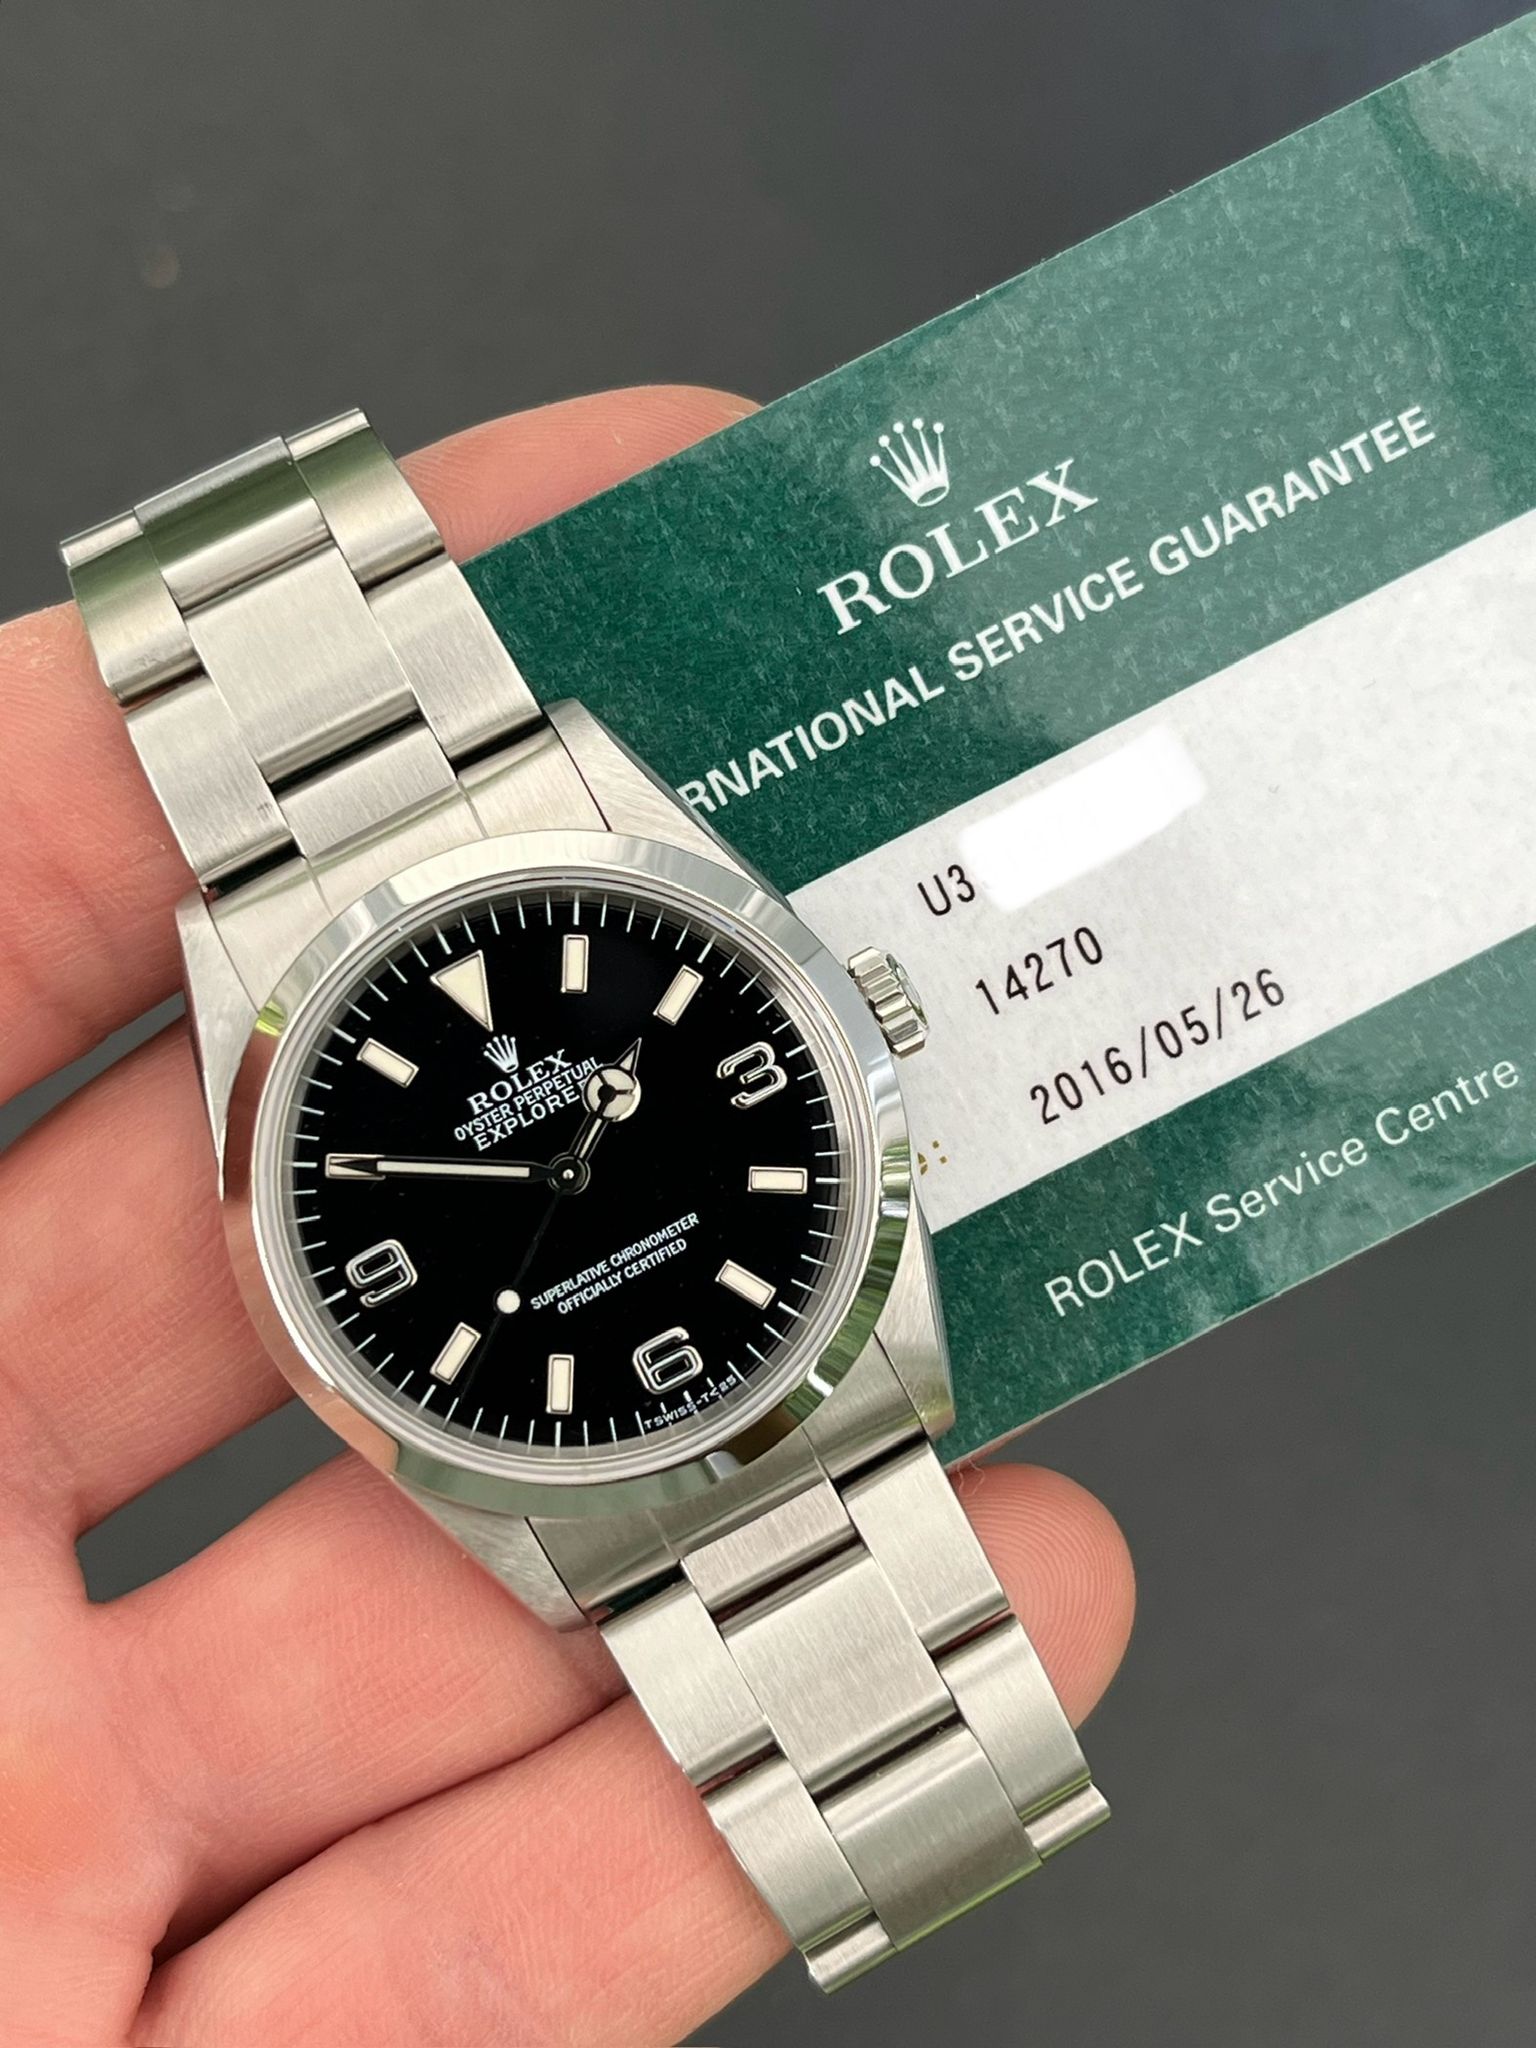 ROLEX
RNATIONAL SERVICE GUARANTEE
U3
14270
2016/05/26
e:
ROLEX Service Centre
ROLEX
OYSTER PERPETUAL
EXPLORE
3
9
SUPERLATIVE CHRONOMETER
OFFICIALLY CERTIFIED
6
T SWISS-T<25